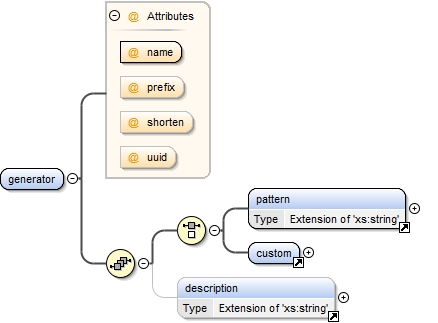 @ Attributes
@ name
@ prefix
@ shorten
@ uuid
generator
pattern
Type Extension of 'xs:string'
custom
description
Type Extension of 'xs:string'